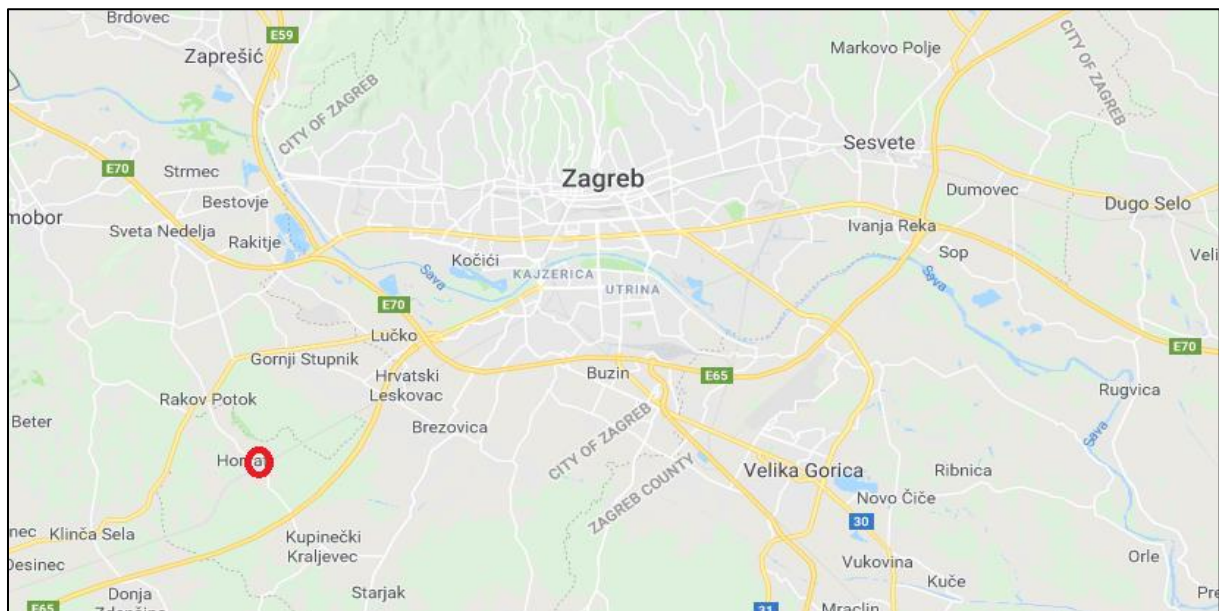 Brdovec
E59
Zaprešić
Markovo Polje
CITY OF ZAGREB
CITY OF ZAGREB
Sesvete
E70
Strmec
Zagreb
Dumovec
Bestovje
Dugo Selo
mobor
Sveta Nedelja
Rakitje
Ivanja Reka
Kočići
Sop
Veli
KAJZERICA
Sava
UTRINA
Sava
E70
Lučko
E70
Gornji Stupnik
Buzin
E65
Hrvatski
Leskovac
Rugvica
Rakov Potok
Beter
Brezovica
Sava
CITY OF ZAGREB
ZAGREB COUNTY
Velika Gorica
Ribnica
Novo Čiče
30
nec
Klinča Sela
Kupinečki
Kraljevec
Desinec
Vukovina
Orle
Kuče
Donja
Starjak
Pre
E65
31
Mraclin